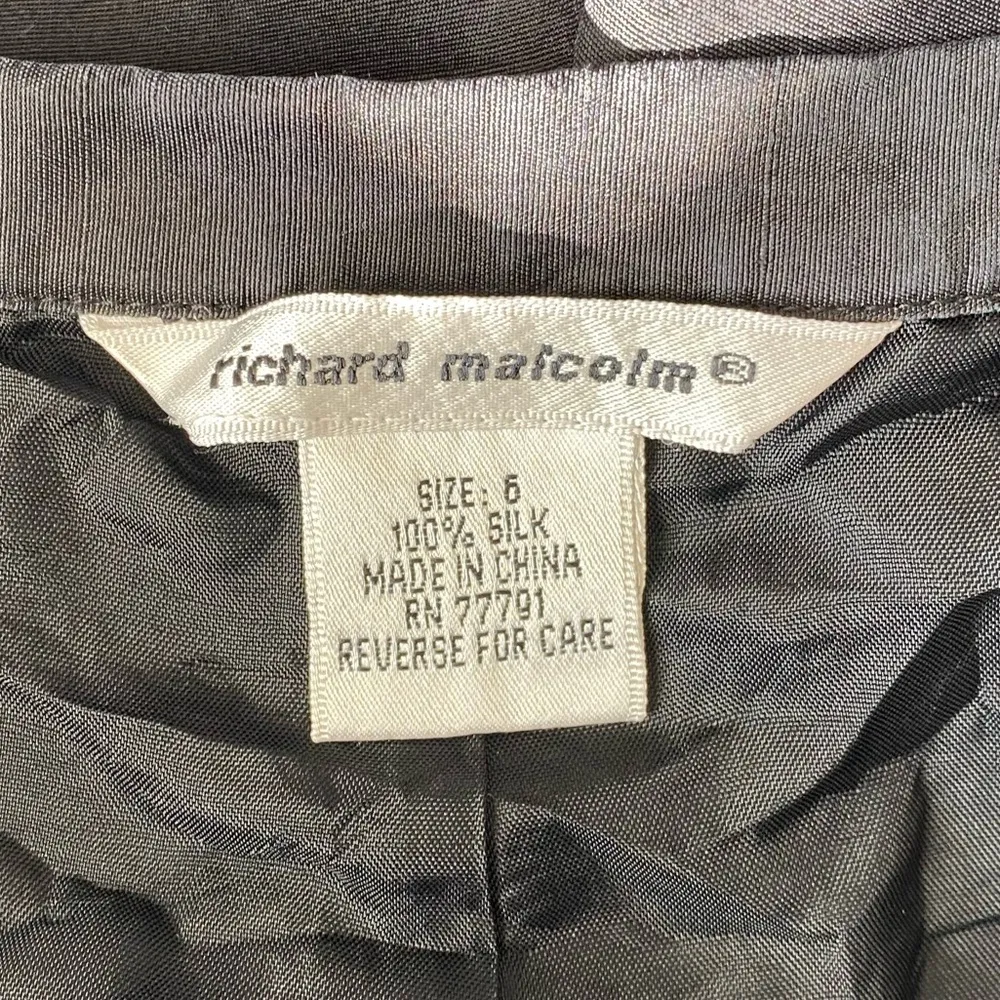 richard malcolm®
SIZE: 6
100% SILK
MADE IN CHINA
RN 77791
REVERSE FOR CARE